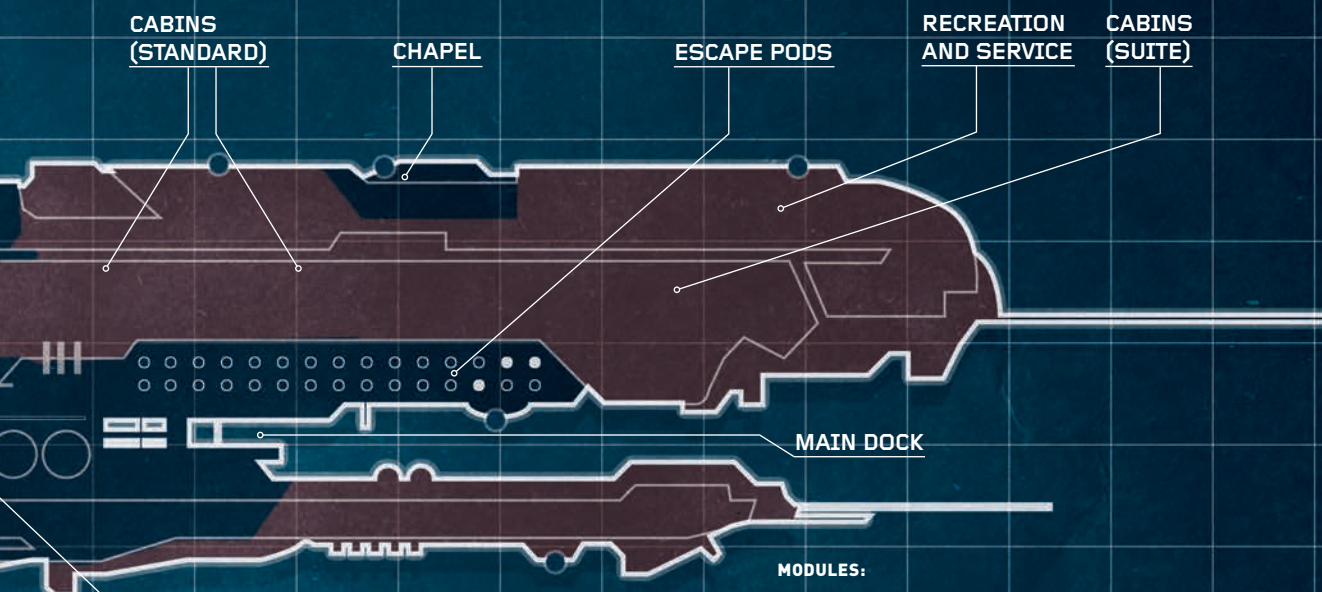 CABINS
(STANDARD)
CHAPEL
ESCAPE PODS
RECREATION
AND SERVICE
CABINS
(SUITE)
MAIN DOCK
MODULES: